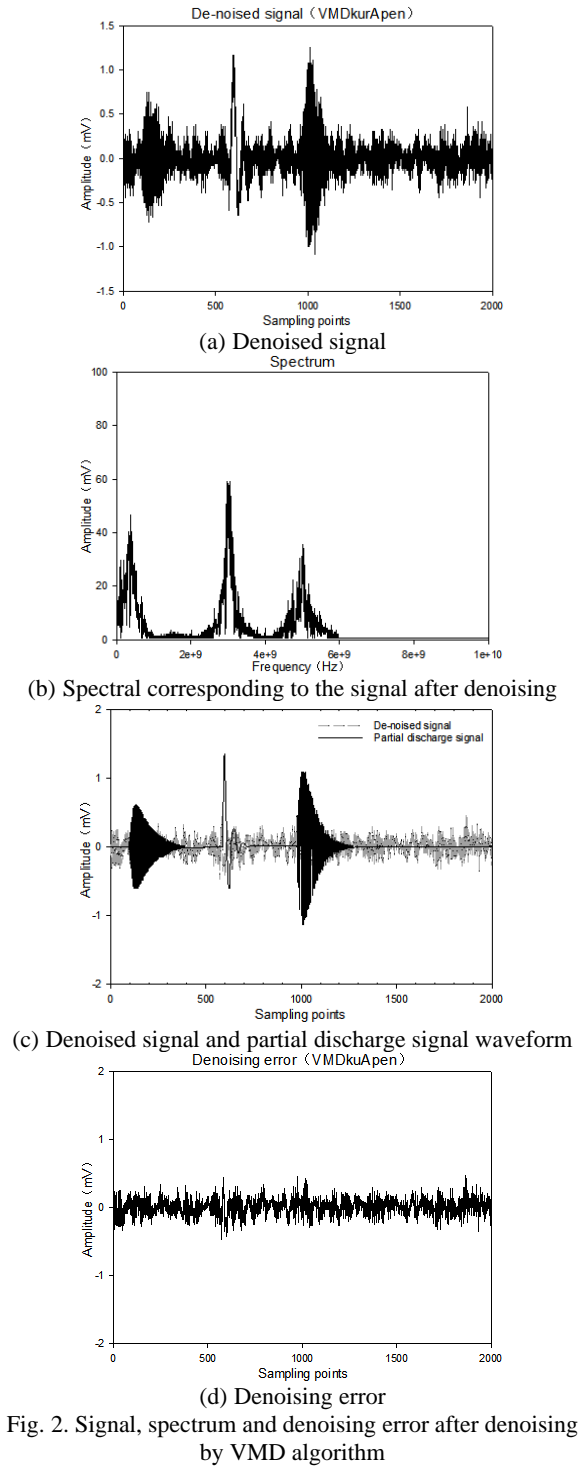 De-noised signal（VMDkurApen）
1.5
1.0
0.5
0.0
-0.5
-1.0
-1.5
Amplitude（mV）
0 500 1000 1500 2000
Sampling points
(a) Denoised signal
Spectrum
100
80
60
40
20
0
Amplitude（mV）
0 2e+9 4e+9 6e+9 8e+9 1e+10
Frequency（Hz）
(b) Spectral corresponding to the signal after denoising
2
1
0
-1
-2
Amplitude（mV）
De-noised signal
Partial discharge signal
0 500 1000 1500 2000
Sampling points
(c) Denoised signal and partial discharge signal waveform
Denoising error（VMDkuApen）
2
1
0
-1
-2
Amplitude（mV）
0 500 1000 1500 2000
Sampling points
(d) Denoising error
Fig. 2. Signal, spectrum and denoising error after denoising
by VMD algorithm